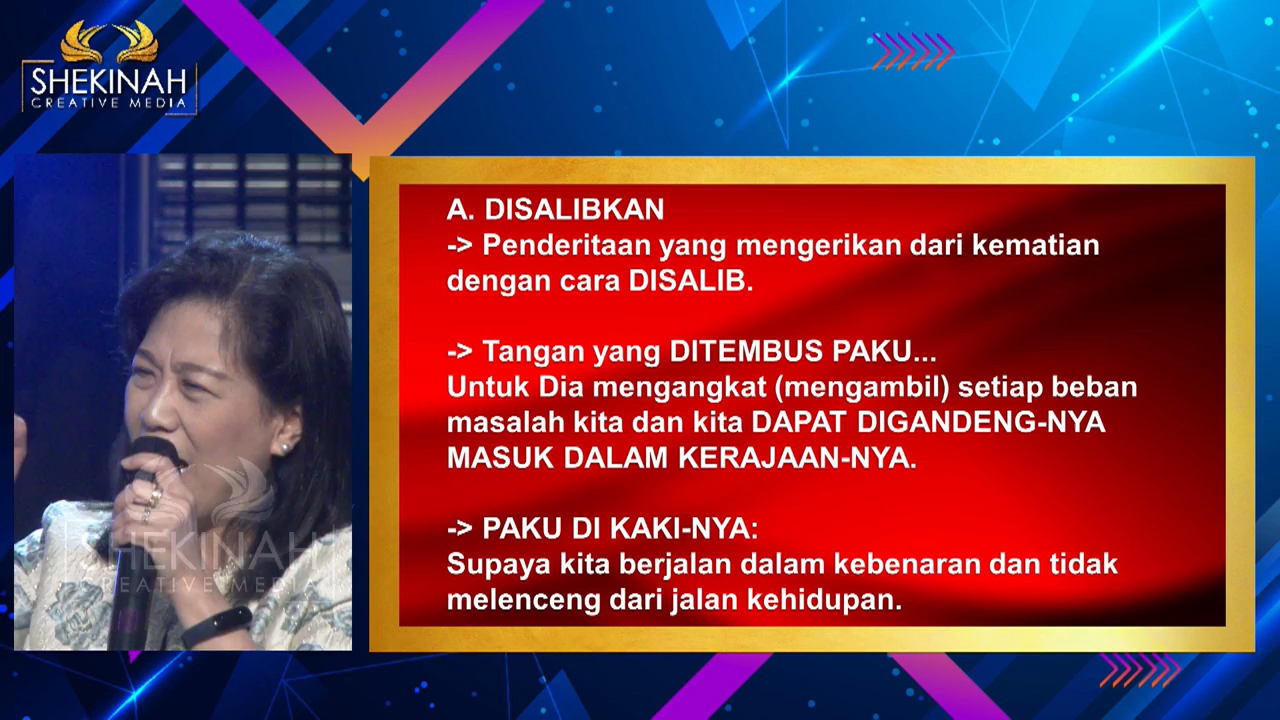 SHEKINAH
CREATIVE MEDIA
A. DISALIBKAN
-> Penderitaan yang mengerikan dari kematian
dengan cara DISALIB.
-> Tangan yang DITEMBUS PAKU...
Untuk Dia mengangkat (mengambil) setiap beban
masalah kita dan kita DAPAT DIGANDENG-NYA
MASUK DALAM KERAJAAN-NYA.
-> PAKU DI KAKI-NYA:
Supaya kita berjalan dalam kebenaran dan tidak
melenceng dari jalan kehidupan.
SHEKINAH
CREATIVE MEDIA